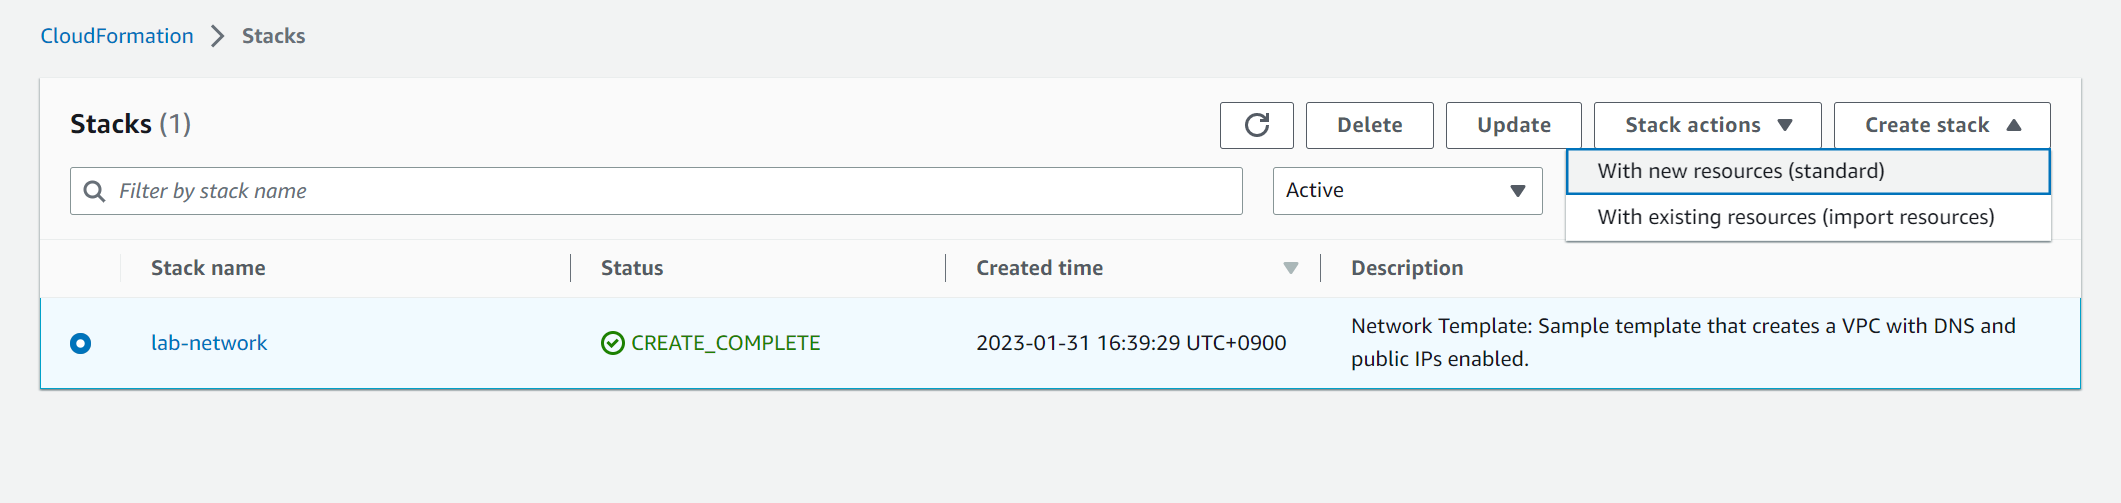 CloudFormation > Stacks
Stacks (1)
Delete
Update
Stack actions
Create stack
With new resources (standard)
With existing resources (import resources)
Filter by stack name
Active
Stack name
Status
Created time
Description
lab-network
CREATE_COMPLETE
2023-01-31 16:39:29 UTC+0900
Network Template: Sample template that creates a VPC with DNS and
public IPs enabled.